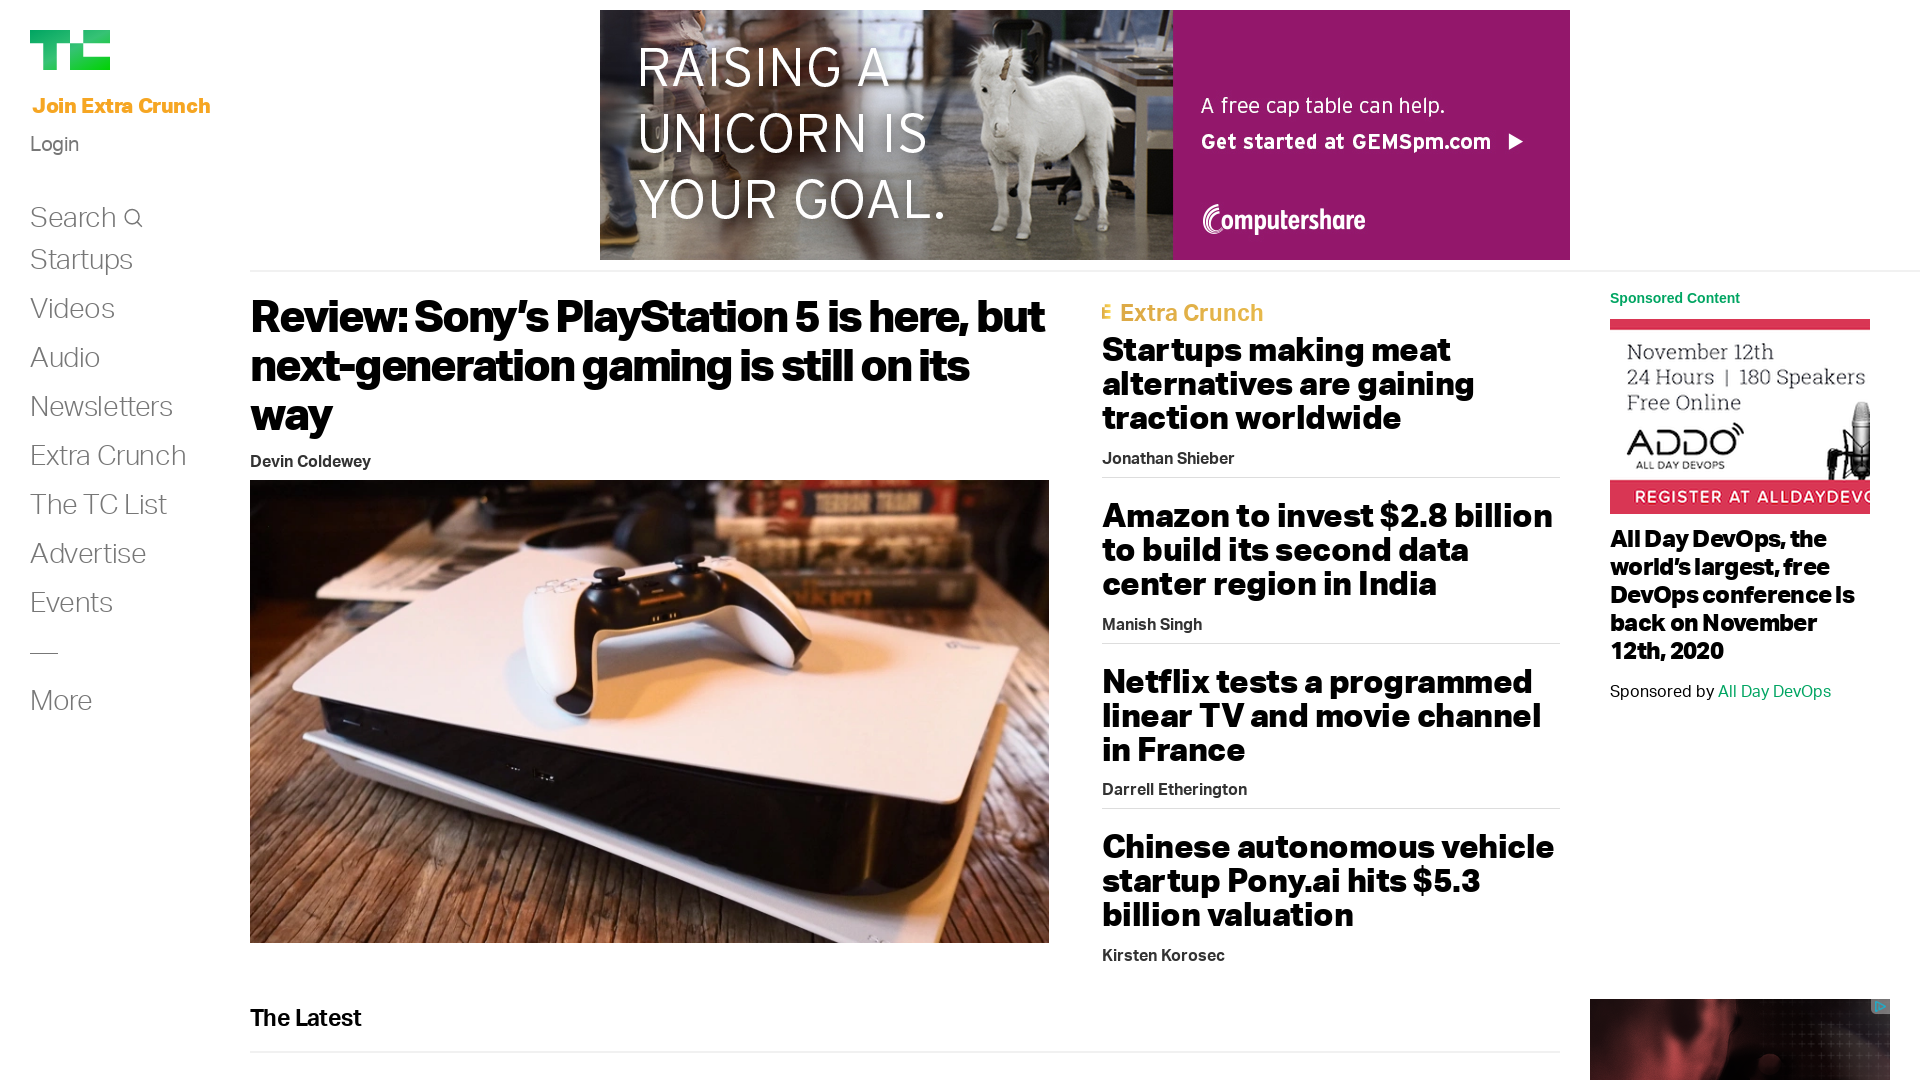 TC
Join Extra Crunch
Login
Search
Startups
Videos
Audio
Newsletters
Extra Crunch
The TC List
Advertise
Events
More
RAISING A
UNICORN IS
YOUR GOAL.
A free cap table can help.
Get started at GEMSpm.com
Computershare
Review: Sony’s PlayStation 5 is here, but
next-generation gaming is still on its
way
Devin Coldewey
TERROR TRAIN
Extra Crunch
Startups making meat
alternatives are gaining
traction worldwide
Jonathan Shieber
Amazon to invest $2.8 billion
to build its second data
center region in India
Manish Singh
Netflix tests a programmed
linear TV and movie channel
in France
Darrell Etherington
Chinese autonomous vehicle
startup Pony.ai hits $5.3
billion valuation
Kirsten Korosec
Sponsored Content
November 12th
24 Hours | 180 Speakers
Free Online
ADDO
ALL DAY DEVOPS
REGISTER AT ALLDAYDEVO
All Day DevOps, the
world’s largest, free
DevOps conference Is
back on November
12th, 2020
Sponsored by All Day DevOps
The Latest